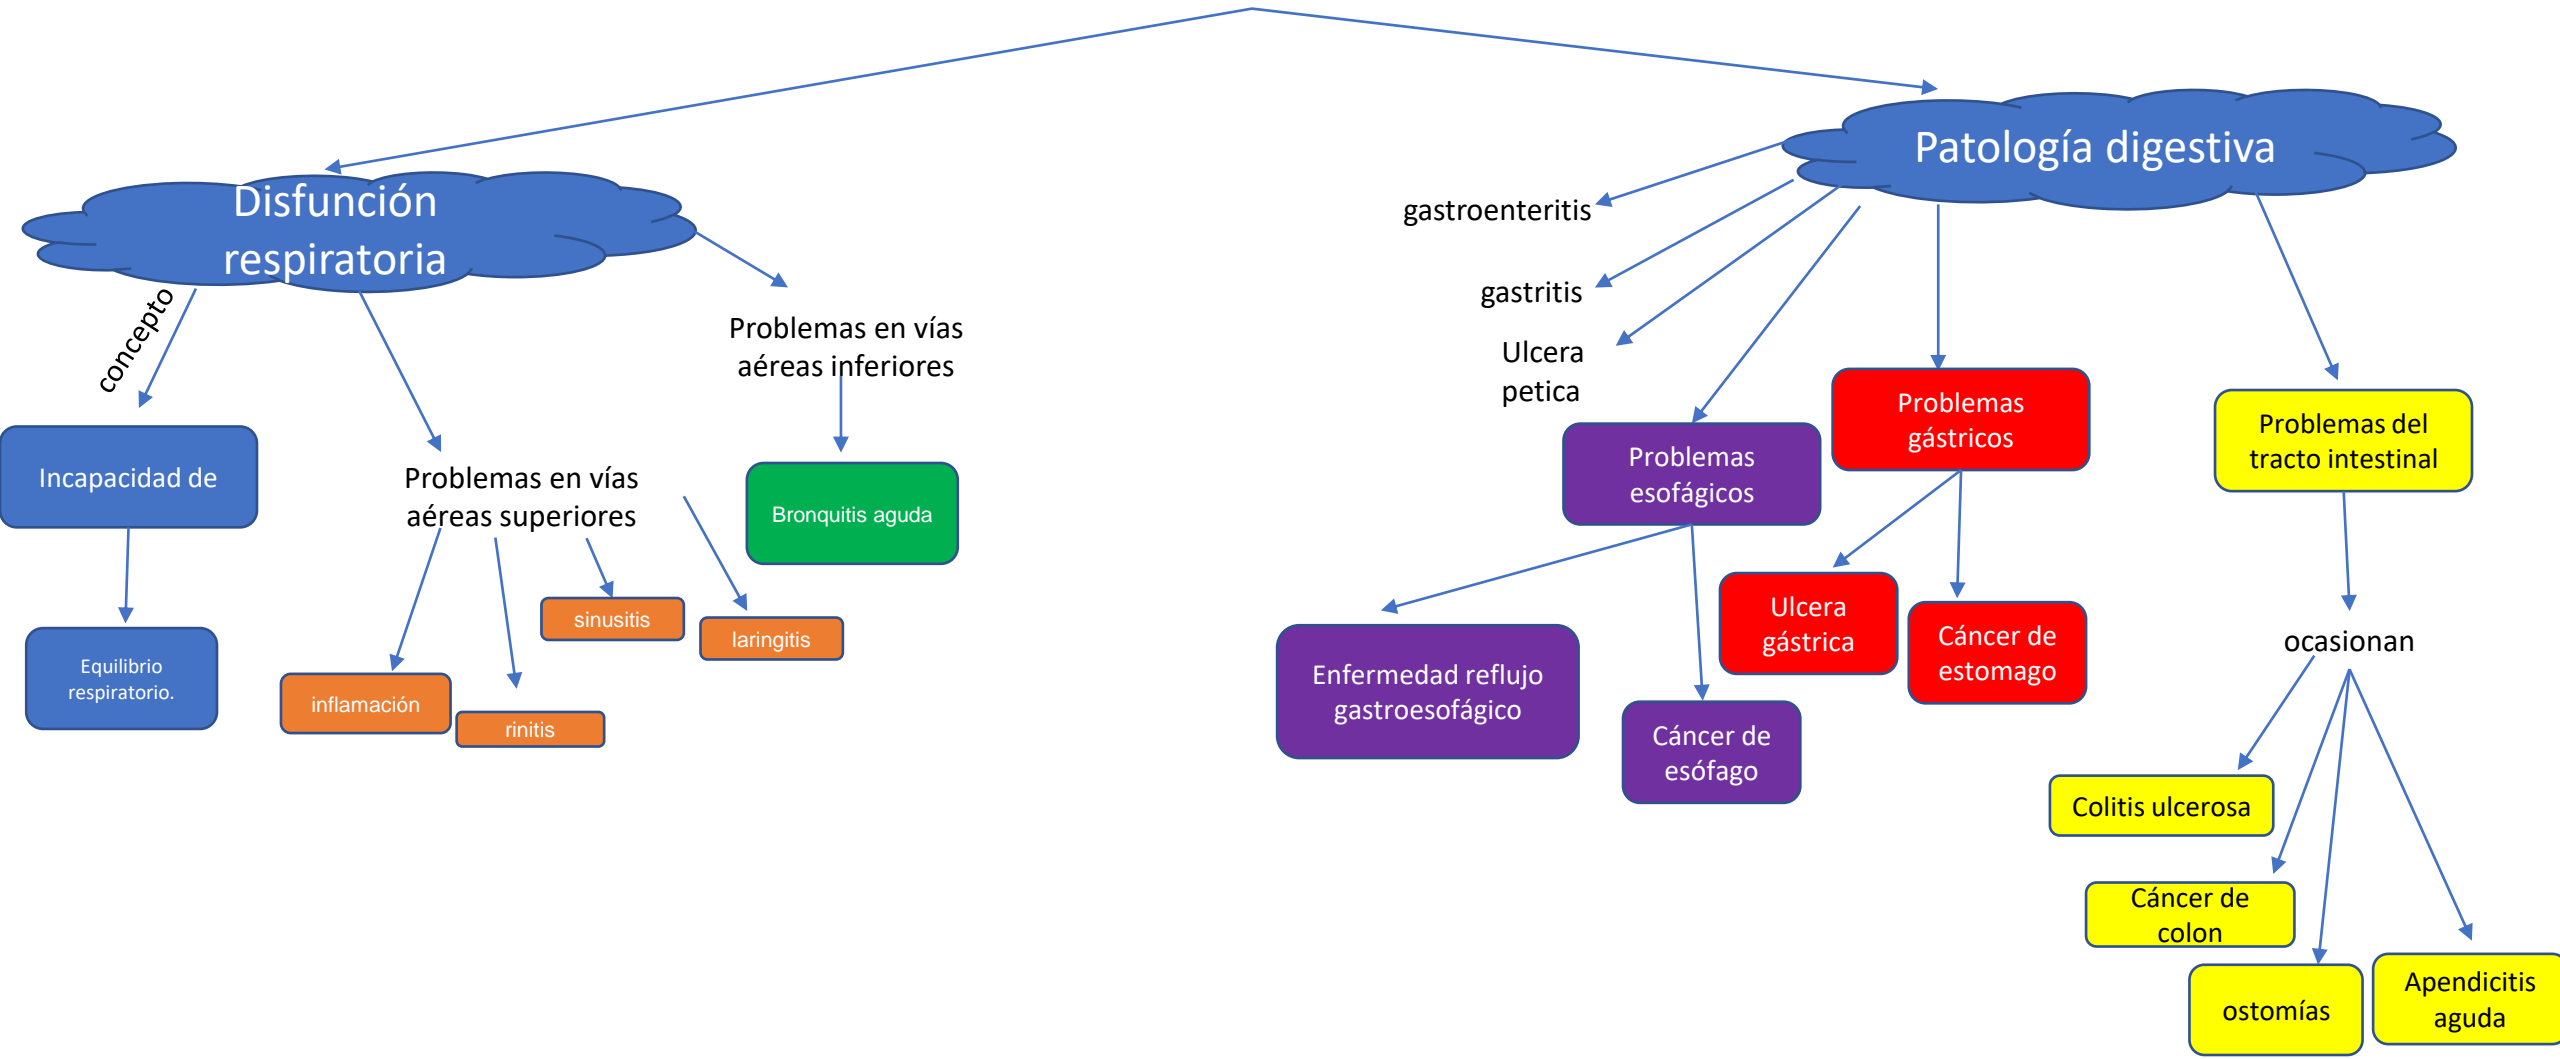 Disfunción
respiratoria
concepto
Incapacidad de
Equilibrio
respiratorio.
Problemas en vías
aéreas superiores
inflamación
rinitis
sinusitis
laringitis
Problemas en vías
aéreas inferiores
Bronquitis aguda
Patología digestiva
gastroenteritis
gastritis
Ulcera
petica
Problemas
esofágicos
Enfermedad reflujo
gastroesofágico
Cáncer de
esófago
Problemas
gástricos
Ulcera
gástrica
Cáncer de
estomago
Problemas del
tracto intestinal
ocasionan
Colitis ulcerosa
Cáncer de
colon
ostomías
Apendicitis
aguda